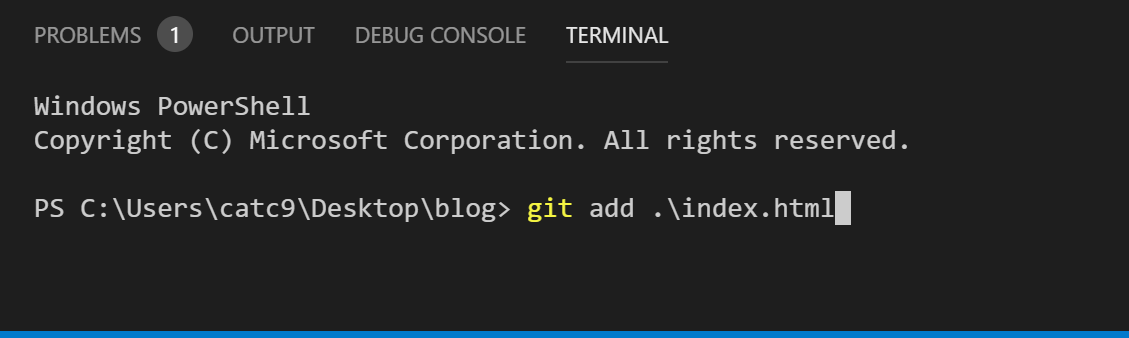 PROBLEMS 1 OUTPUT DEBUG CONSOLE TERMINAL
Windows PowerShell
Copyright (C) Microsoft Corporation. All rights reserved.
PS C:\Users\catc9\Desktop\blog> git add .\index.html